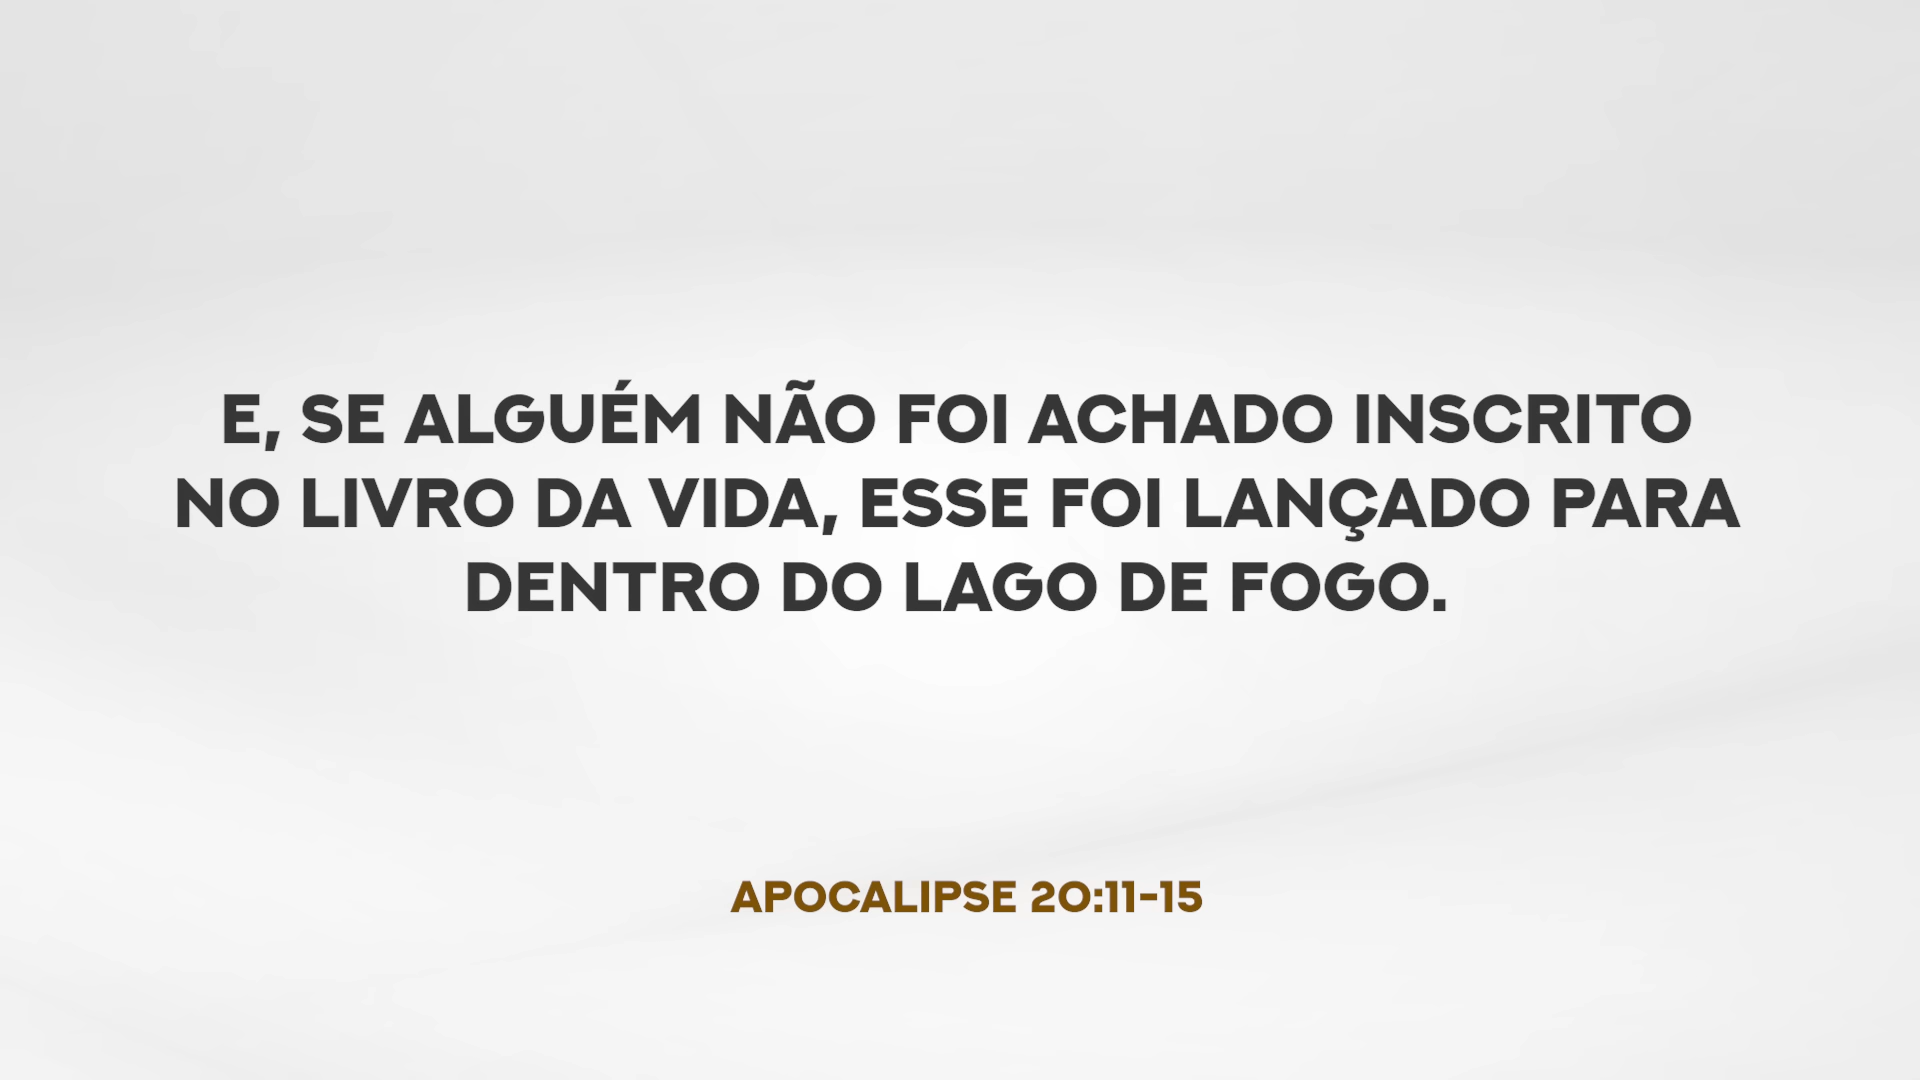 E, SE ALGUÉM NÃO FOI ACHADO INSCRITO
NO LIVRO DA VIDA, ESSE FOI LANÇADO PARA
DENTRO DO LAGO DE FOGO.
APOCALIPSE 20:11-15